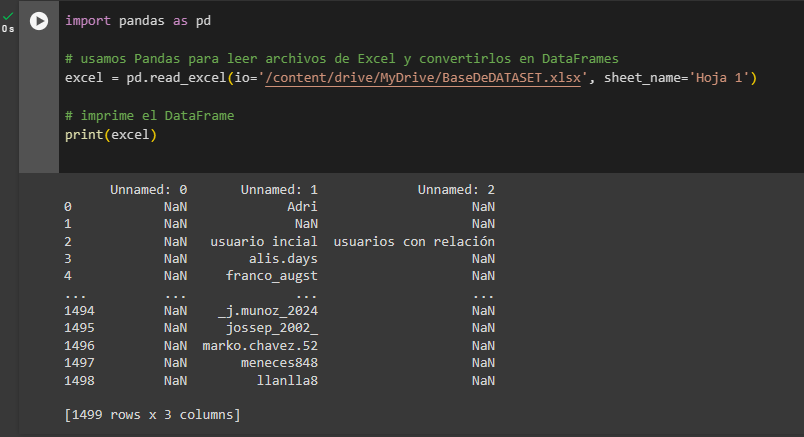 0s
import pandas as pd
# usamos Pandas para leer archivos de Excel y convertirlos en DataFrames
excel = pd.read_excel(io='/content/drive/MyDrive/BaseDeDATASET.xlsx', sheet_name='Hoja 1')
# imprime el DataFrame
print(excel)
Unnamed: 0 Unnamed: 1 Unnamed: 2
0 NaN Adri NaN
1 NaN NaN NaN
2 NaN usuario incial usuarios con relación
3 NaN alis.days NaN
4 NaN franco_augst NaN
... ... ... ...
1494 NaN _j.munoz_2024 NaN
1495 NaN jossep_2002_ NaN
1496 NaN marko.chavez.52 NaN
1497 NaN meneces848 NaN
1498 NaN llanlla8 NaN
[1499 rows x 3 columns]